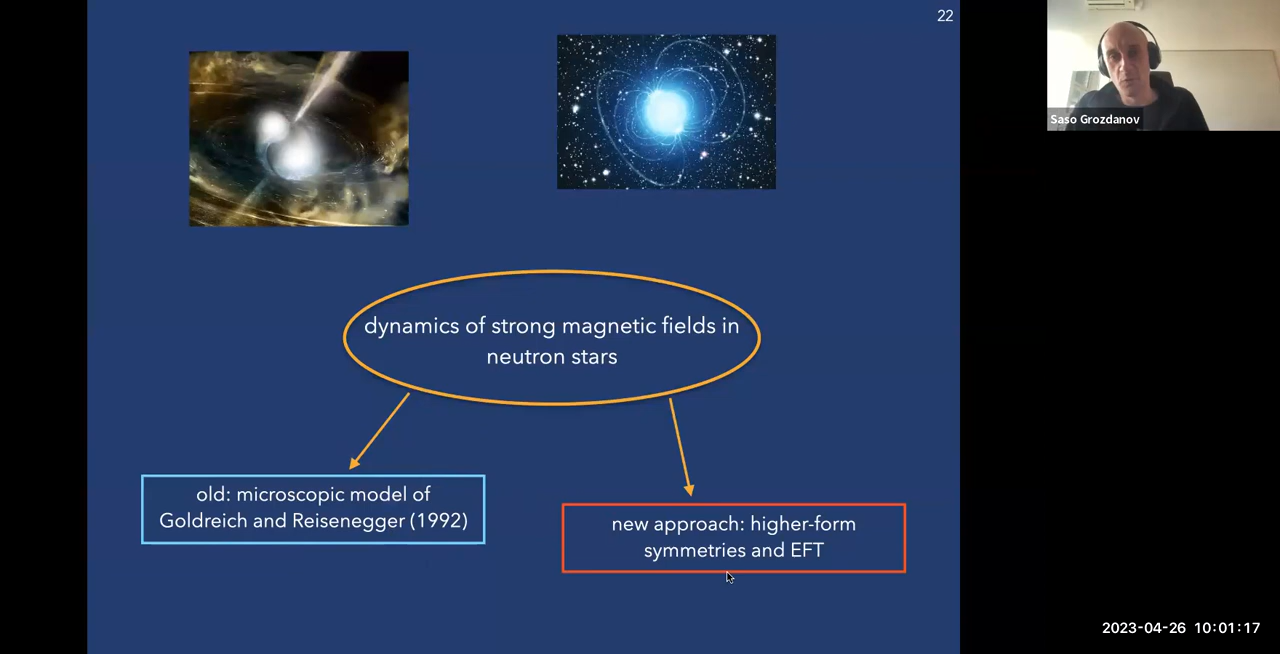 22
Saso Grozdanov
dynamics of strong magnetic fields in
neutron stars
old: microscopic model of
Goldreich and Reisenegger (1992)
new approach: higher-form
symmetries and EFT
2023-04-26 10:01:17